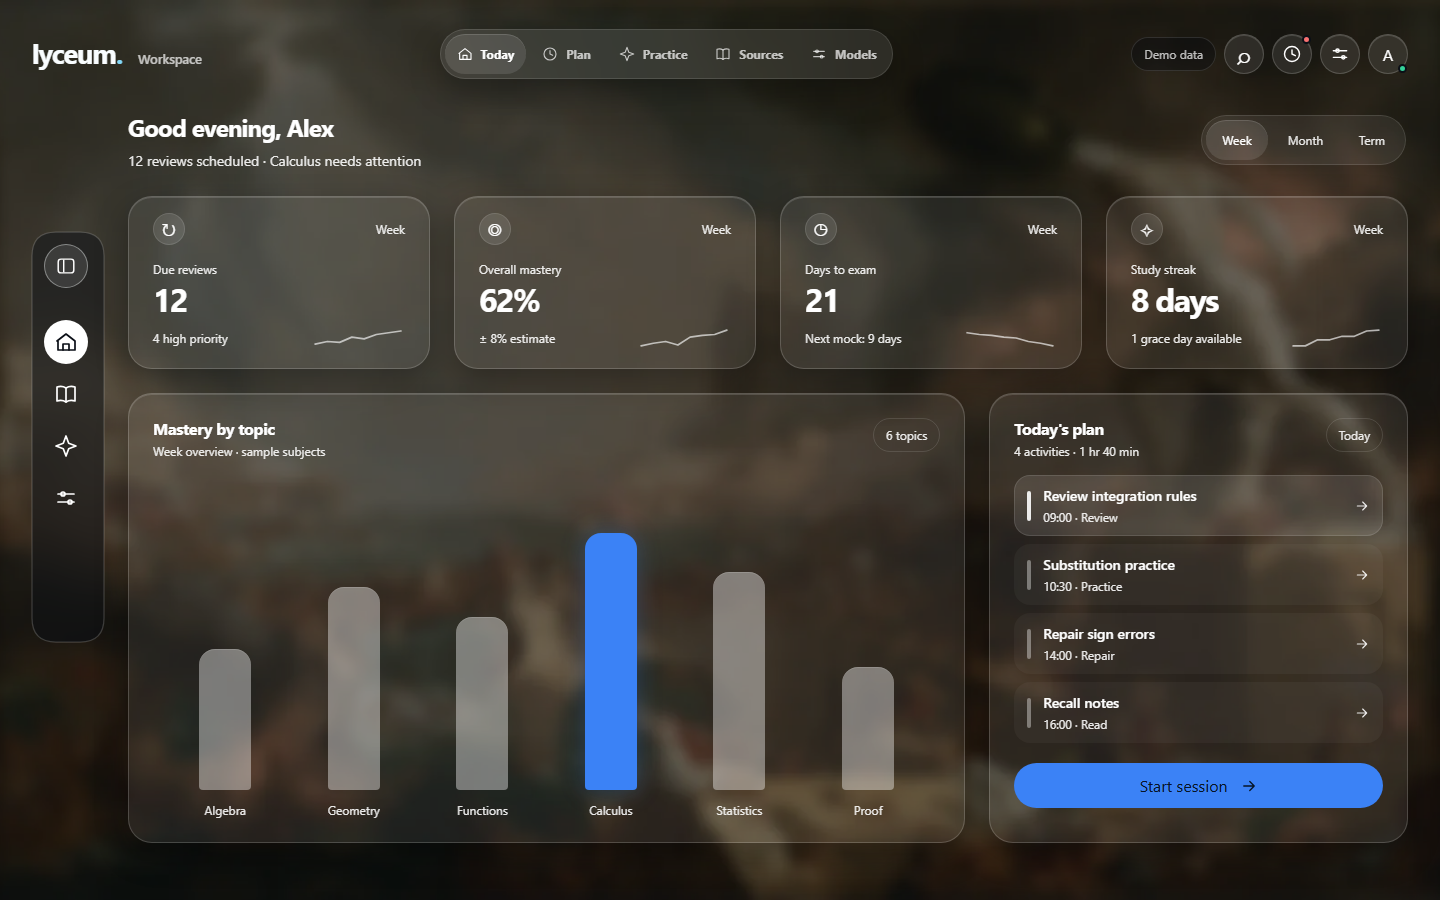 lyceum. Workspace
Today Plan Practice Sources Models
Demo data
A
Good evening, Alex
12 reviews scheduled · Calculus needs attention
Week Month Term
Week
Due reviews
12
4 high priority
Week
Overall mastery
62%
± 8% estimate
Week
Days to exam
21
Next mock: 9 days
Week
Study streak
8 days
1 grace day available
Mastery by topic
Week overview · sample subjects
6 topics
Algebra Geometry Functions Calculus Statistics Proof
Today's plan
4 activities · 1 hr 40 min
Today
Review integration rules
09:00 · Review
Substitution practice
10:30 · Practice
Repair sign errors
14:00 · Repair
Recall notes
16:00 · Read
Start session